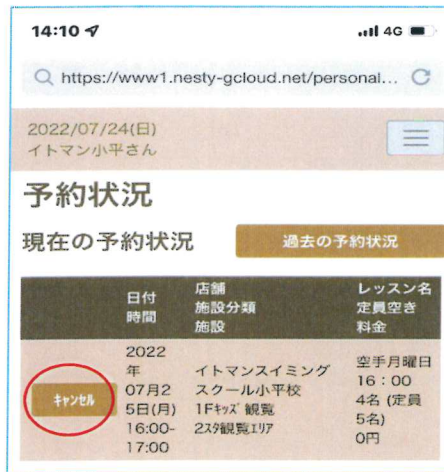 14:10
4G
https://www1.nesty-gcloud.net/personal...
2022/07/24(日)
イトマン小平さん
予約状況
現在の予約状況
過去の予約状況
日付
時間
店舗
施設分類
施設
レッスン名
定員空き
料金
キャンセル
2022
年
07月2
5日(月)
16:00-
17:00
イトマンスイミング
スクール小平校
1Fキッズ 観覧
2スタ観覧エリア
空手月曜日
16：00
4名 (定員
5名)
0円